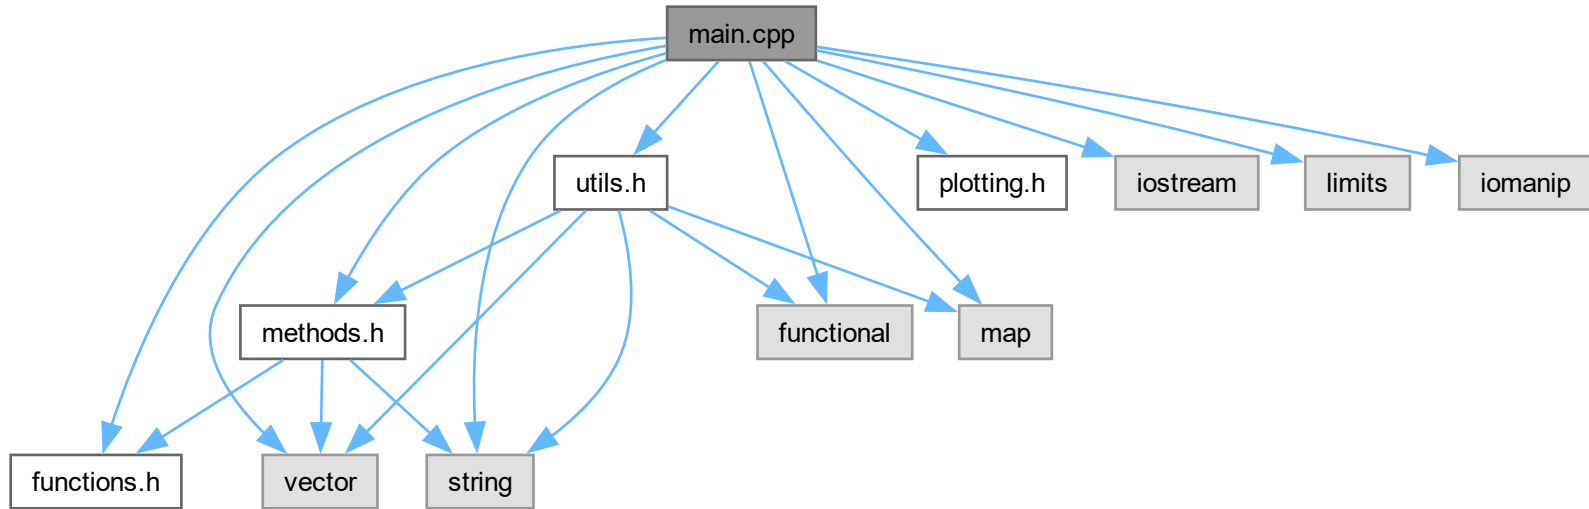 main.cpp
utils.h
plotting.h
iostream
limits
iomanip
methods.h
functional
map
functions.h
vector
string